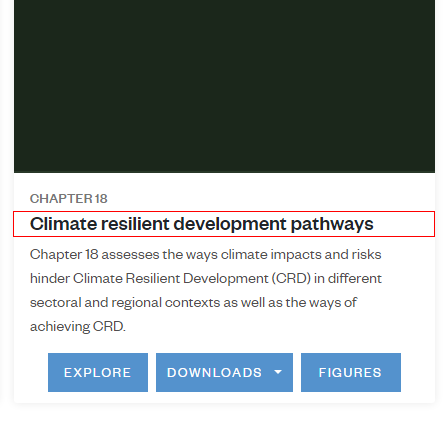 CHAPTER 18
Climate resilient development pathways
Chapter 18 assesses the ways climate impacts and risks
hinder Climate Resilient Development (CRD) in different
sectoral and regional contexts as well as the ways of
achieving CRD.
EXPLORE DOWNLOADS FIGURES